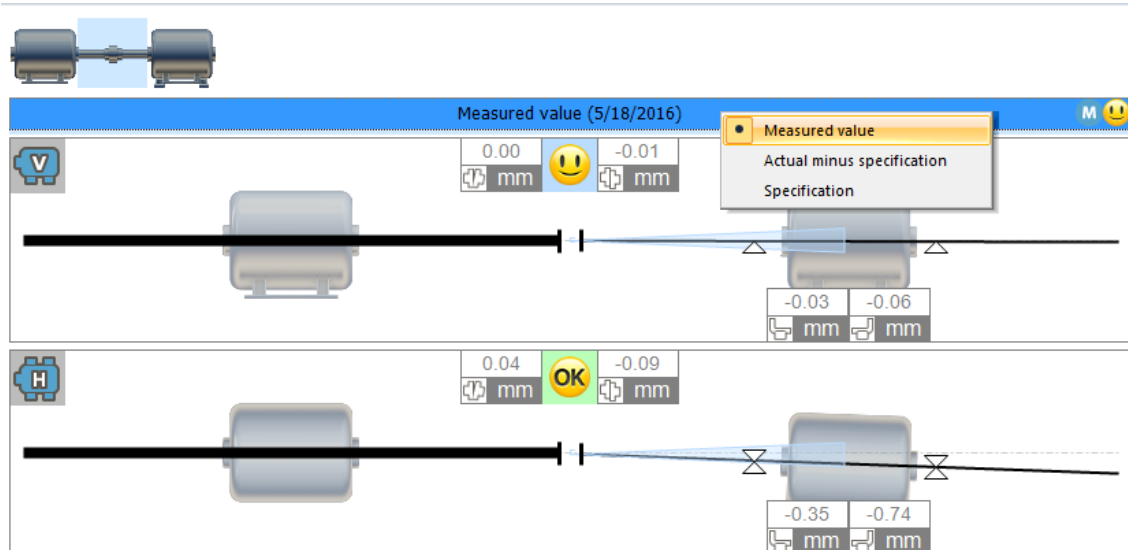 Measured value (5/18/2016)
M
Measured value
Actual minus specification
Specification
V
0.00
-0.01
mm
mm
-0.03
-0.06
mm
mm
H
0.04
OK
-0.09
mm
mm
-0.35
-0.74
mm
mm